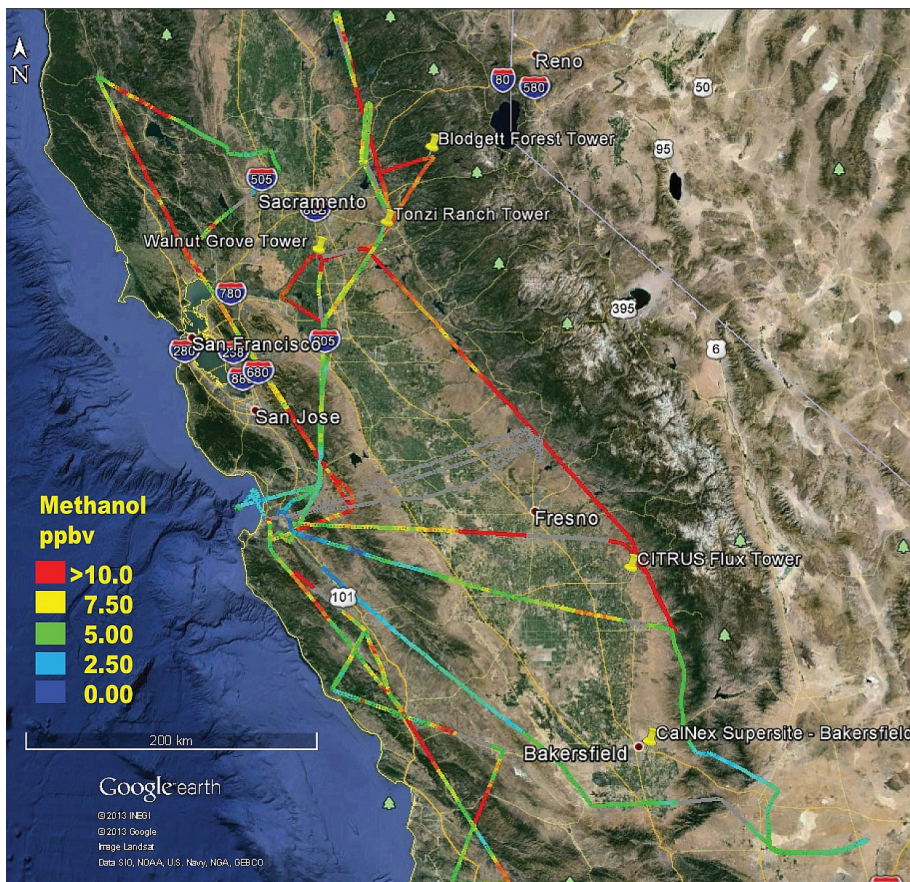 N
Reno
80
580
50
95
Blodgett Forest Tower
505
Sacramento
Tonzi Ranch Tower
Walnut Grove Tower
780
395
6
San Francisco
280
680
San Jose
Methanol
ppbv
>10.0
7.50
5.00
2.50
0.00
Fresno
CITRUS Flux Tower
101
200 km
CalNex Supersite - Bakersfield
Bakersfield
Google earth
© 2013 INEGI
© 2013 Google
Image Landsat
Data SIO, NOAA, U.S. Navy, NGA, GEBCO